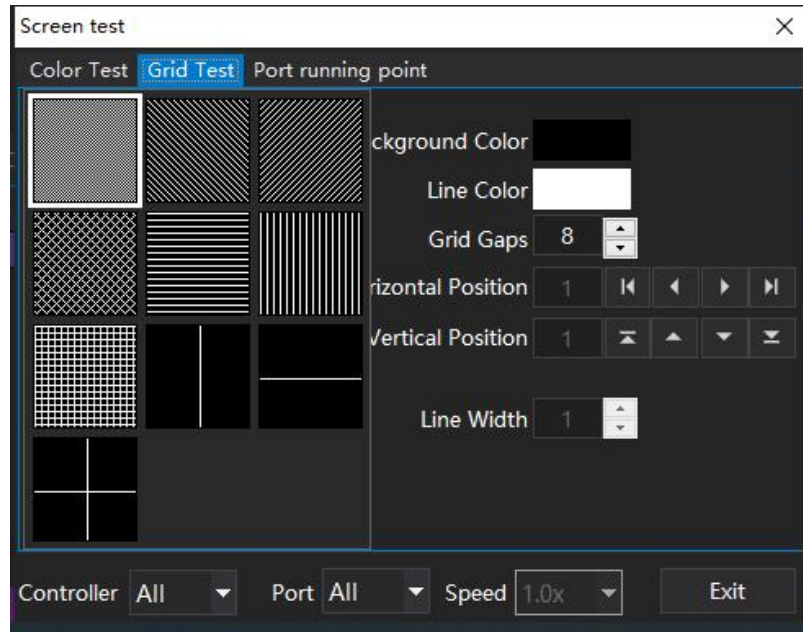 Screen test
Color Test Grid Test Port running point
ckground Color
Line Color
Grid Gaps 8
rizontal Position 1
Vertical Position 1
Line Width 1
Controller All Port All Speed 1.0x Exit